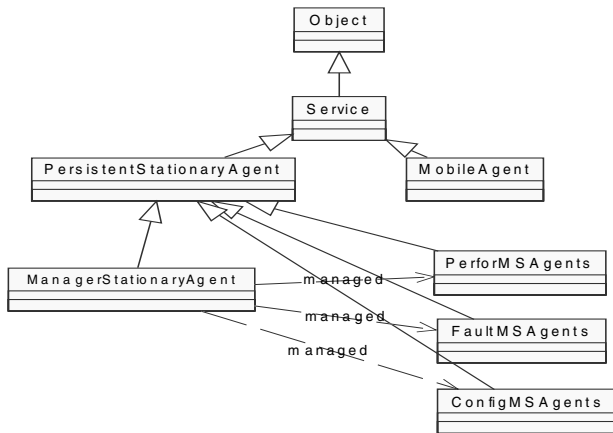 Object
Service
PersistentStationaryAgent
MobileAgent
ManagerStationaryAgent
PerforMSAgents
managed
managed
FaultMSAgents
managed
ConfigMSAgents